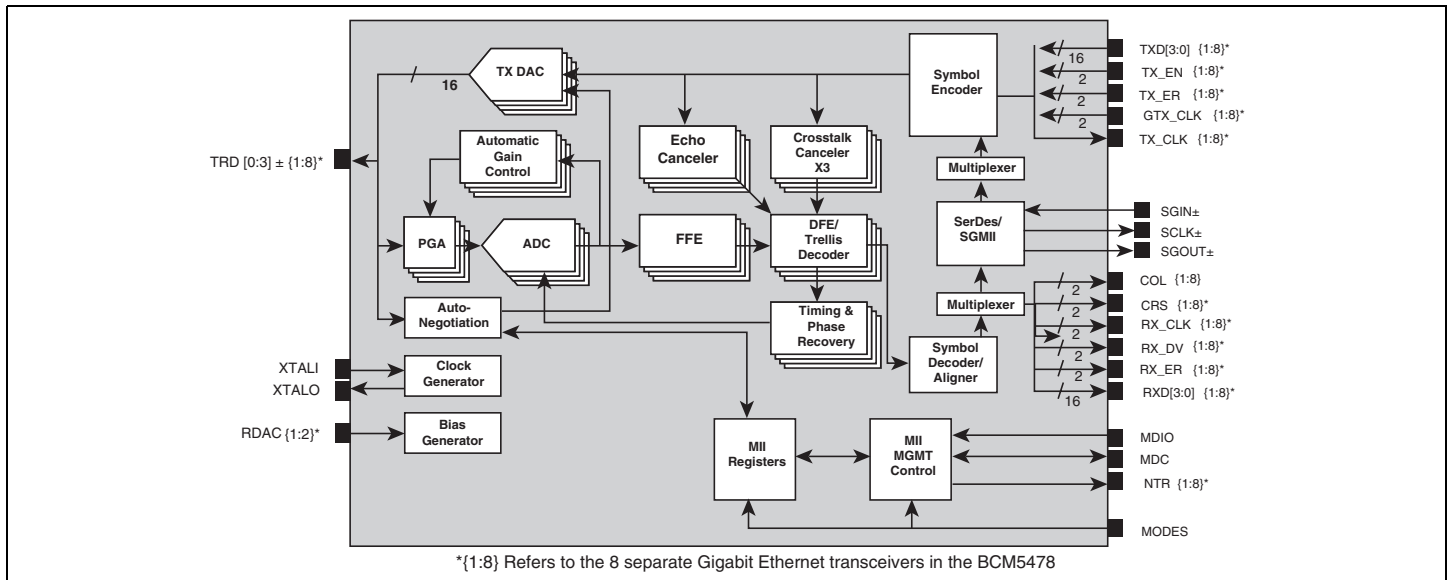 TX DAC
16
Symbol
Encoder
TXD[3:0] {1:8}*
16
TX_EN {1:8}*
2
TX_ER {1:8}*
2
GTX_CLK {1:8}*
2
TX_CLK {1:8}*
TRD [0:3] ± {1:8}*
Automatic
Gain
Control
Echo
Canceler
Crosstalk
Canceler
X3
Multiplexer
PGA
ADC
FFE
DFE/
Trellis
Decoder
SerDes/
SGMII
SGIN±
SCLK±
SGOUT±
Auto-
Negotiation
Timing &
Phase
Recovery
Multiplexer
COL {1:8}
2
CRS {1:8}*
2
RX_CLK {1:8}*
2
RX_DV {1:8}*
2
RX_ER {1:8}*
2
RXD[3:0] {1:8}*
16
Symbol
Decoder/
Aligner
XTALI
XTALO
Clock
Generator
RDAC {1:2}*
Bias
Generator
MII
Registers
MII
MGMT
Control
MDIO
MDC
NTR {1:8}*
MODES
*{1:8} Refers to the 8 separate Gigabit Ethernet transceivers in the BCM5478